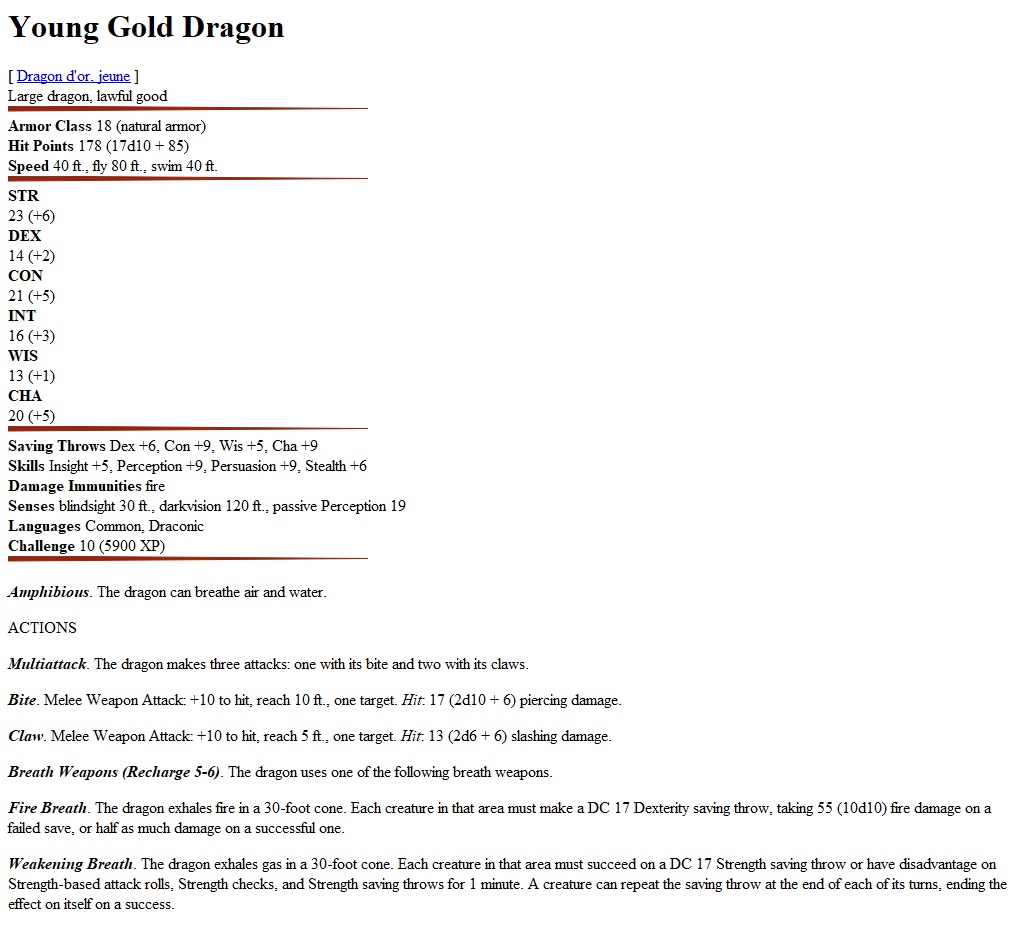 Young Gold Dragon
[ Dragon d'or, jeune ]
Large dragon, lawful good
Armor Class 18 (natural armor)
Hit Points 178 (17d10 + 85)
Speed 40 ft., fly 80 ft., swim 40 ft.
STR
23 (+6)
DEX
14 (+2)
CON
21 (+5)
INT
16 (+3)
WIS
13 (+1)
CHA
20 (+5)
Saving Throws Dex +6, Con +9, Wis +5, Cha +9
Skills Insight +5, Perception +9, Persuasion +9, Stealth +6
Damage Immunities fire
Senses blindsight 30 ft., darkvision 120 ft., passive Perception 19
Languages Common, Draconic
Challenge 10 (5900 XP)
Amphibious. The dragon can breathe air and water.
ACTIONS
Multiattack. The dragon makes three attacks: one with its bite and two with its claws.
Bite. Melee Weapon Attack: +10 to hit, reach 10 ft., one target. Hit: 17 (2d10 + 6) piercing damage.
Claw. Melee Weapon Attack: +10 to hit, reach 5 ft., one target. Hit: 13 (2d6 + 6) slashing damage.
Breath Weapons (Recharge 5-6). The dragon uses one of the following breath weapons.
Fire Breath. The dragon exhales fire in a 30-foot cone. Each creature in that area must make a DC 17 Dexterity saving throw, taking 55 (10d10) fire damage on a
failed save, or half as much damage on a successful one.
Weakening Breath. The dragon exhales gas in a 30-foot cone. Each creature in that area must succeed on a DC 17 Strength saving throw or have disadvantage on
Strength-based attack rolls, Strength checks, and Strength saving throws for 1 minute. A creature can repeat the saving throw at the end of each of its turns, ending the
effect on itself on a success.